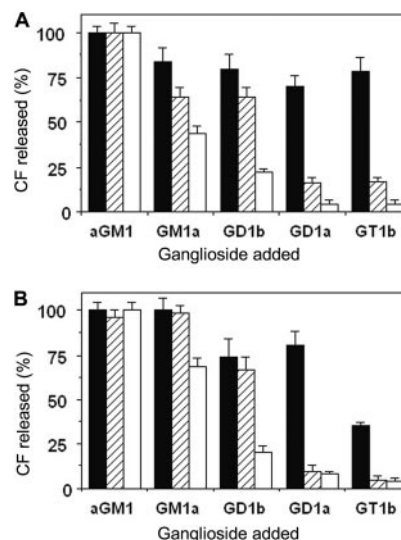 A
CF released (%)
100
75
50
25
0
aGM1 GM1a GD1b GD1a GT1b
Ganglioside added
B
CF released (%)
100
75
50
25
0
aGM1 GM1a GD1b GD1a GT1b
Ganglioside added